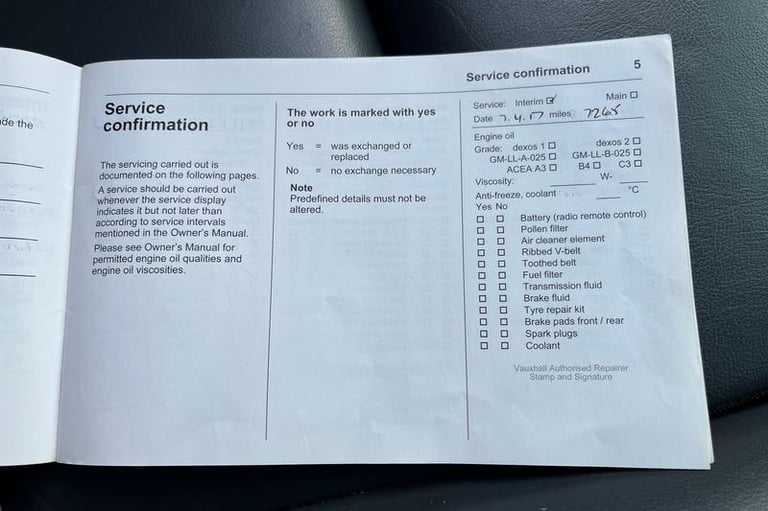 de the
Service confirmation 5
Service
confirmation
The servicing carried out is
documented on the following pages.
A service should be carried out
whenever the service display
indicates it but not later than
according to service intervals
mentioned in the Owner's Manual.
Please see Owner's Manual for
permitted engine oil qualities and
engine oil viscosities.
The work is marked with yes
or no
Yes = was exchanged or
replaced
No = no exchange necessary
Note
Predefined details must not be
altered.
Service: Interim ☑ Main ☐
Date 7.4.17 miles 7265
Engine oil
Grade: dexos 1 ☐ dexos 2 ☐
GM-LL-A-025 ☐ GM-LL-B-025 ☐
ACEA A3 ☐ B4 ☐ C3 ☐
Viscosity: W-
Anti-freeze, coolant °C
Yes No
☐ ☐ Battery (radio remote control)
☐ ☐ Pollen filter
☐ ☐ Air cleaner element
☐ ☐ Ribbed V-belt
☐ ☐ Toothed belt
☐ ☐ Fuel filter
☐ ☐ Transmission fluid
☐ ☐ Brake fluid
☐ ☐ Tyre repair kit
☐ ☐ Brake pads front / rear
☐ ☐ Spark plugs
☐ ☐ Coolant
Vauxhall Authorised Repairer
Stamp and Signature